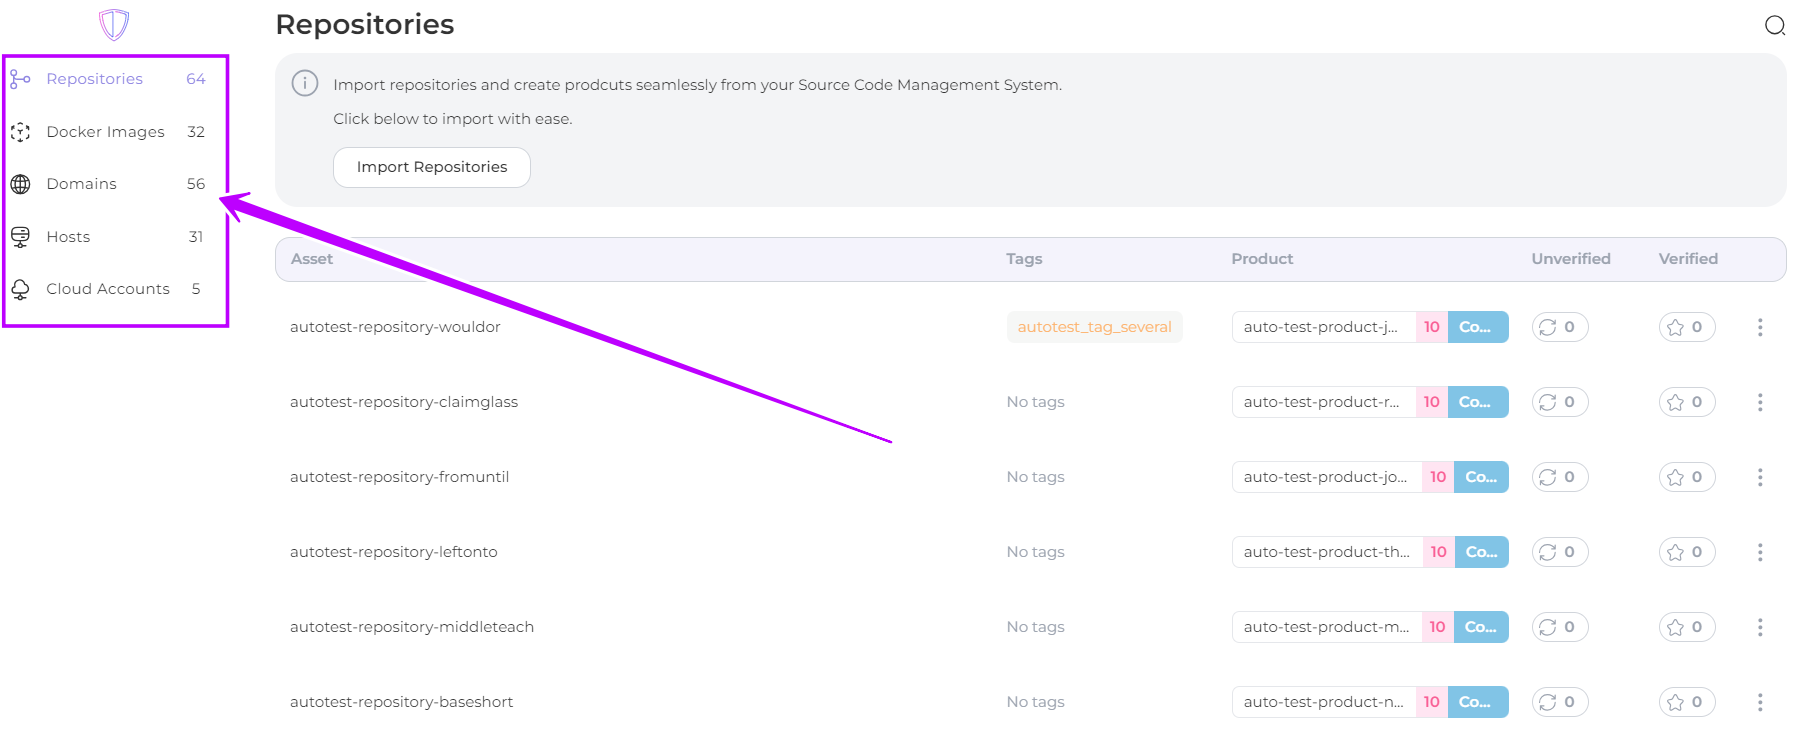 Repositories
Repositories 64
Docker Images 32
Domains 56
Hosts 31
Cloud Accounts 5
Import repositories and create prodcuts seamlessly from your Source Code Management System.
Click below to import with ease.
Import Repositories
Asset Tags Product Unverified Verified
autotest-repository-wouldor autotest_tag_several auto-test-product-j... 10 Co... 0 0
autotest-repository-claimglass No tags auto-test-product-r... 10 Co... 0 0
autotest-repository-fromuntil No tags auto-test-product-jo... 10 Co... 0 0
autotest-repository-leftonto No tags auto-test-product-th... 10 Co... 0 0
autotest-repository-middleteach No tags auto-test-product-m... 10 Co... 0 0
autotest-repository-baseshort No tags auto-test-product-n... 10 Co... 0 0